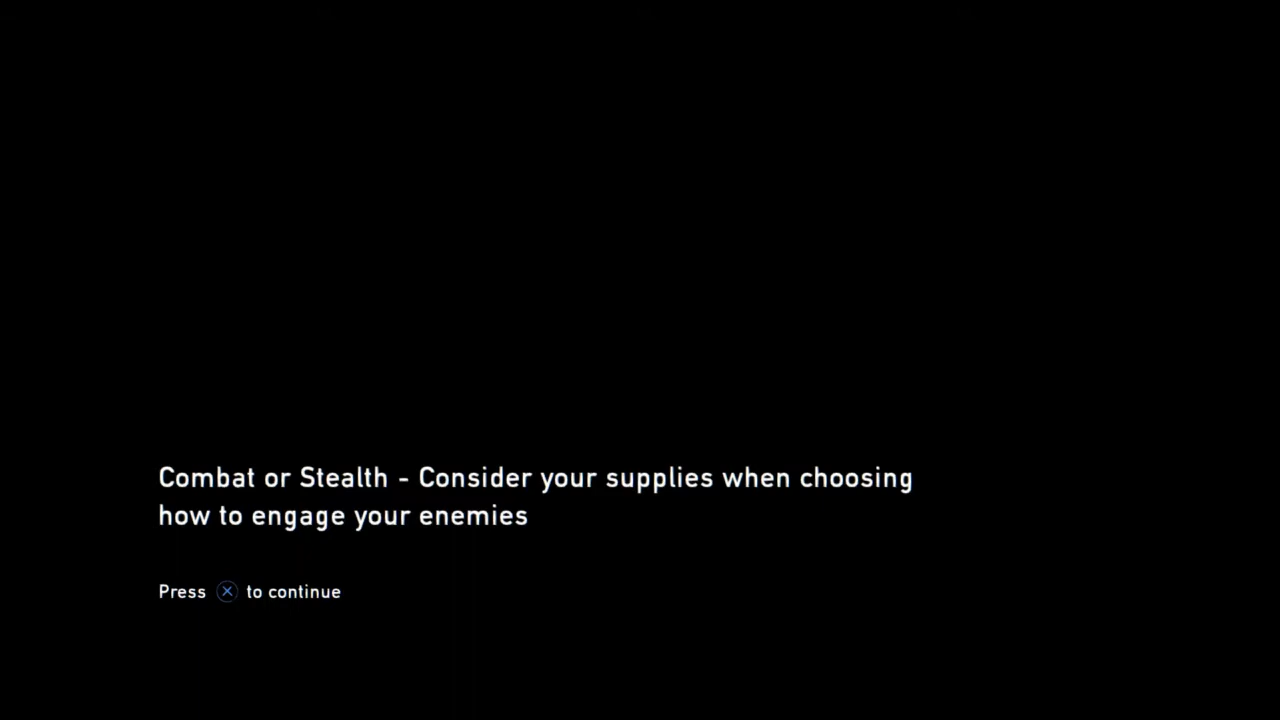 Combat or Stealth - Consider your supplies when choosing
how to engage your enemies
Press ⓧ to continue